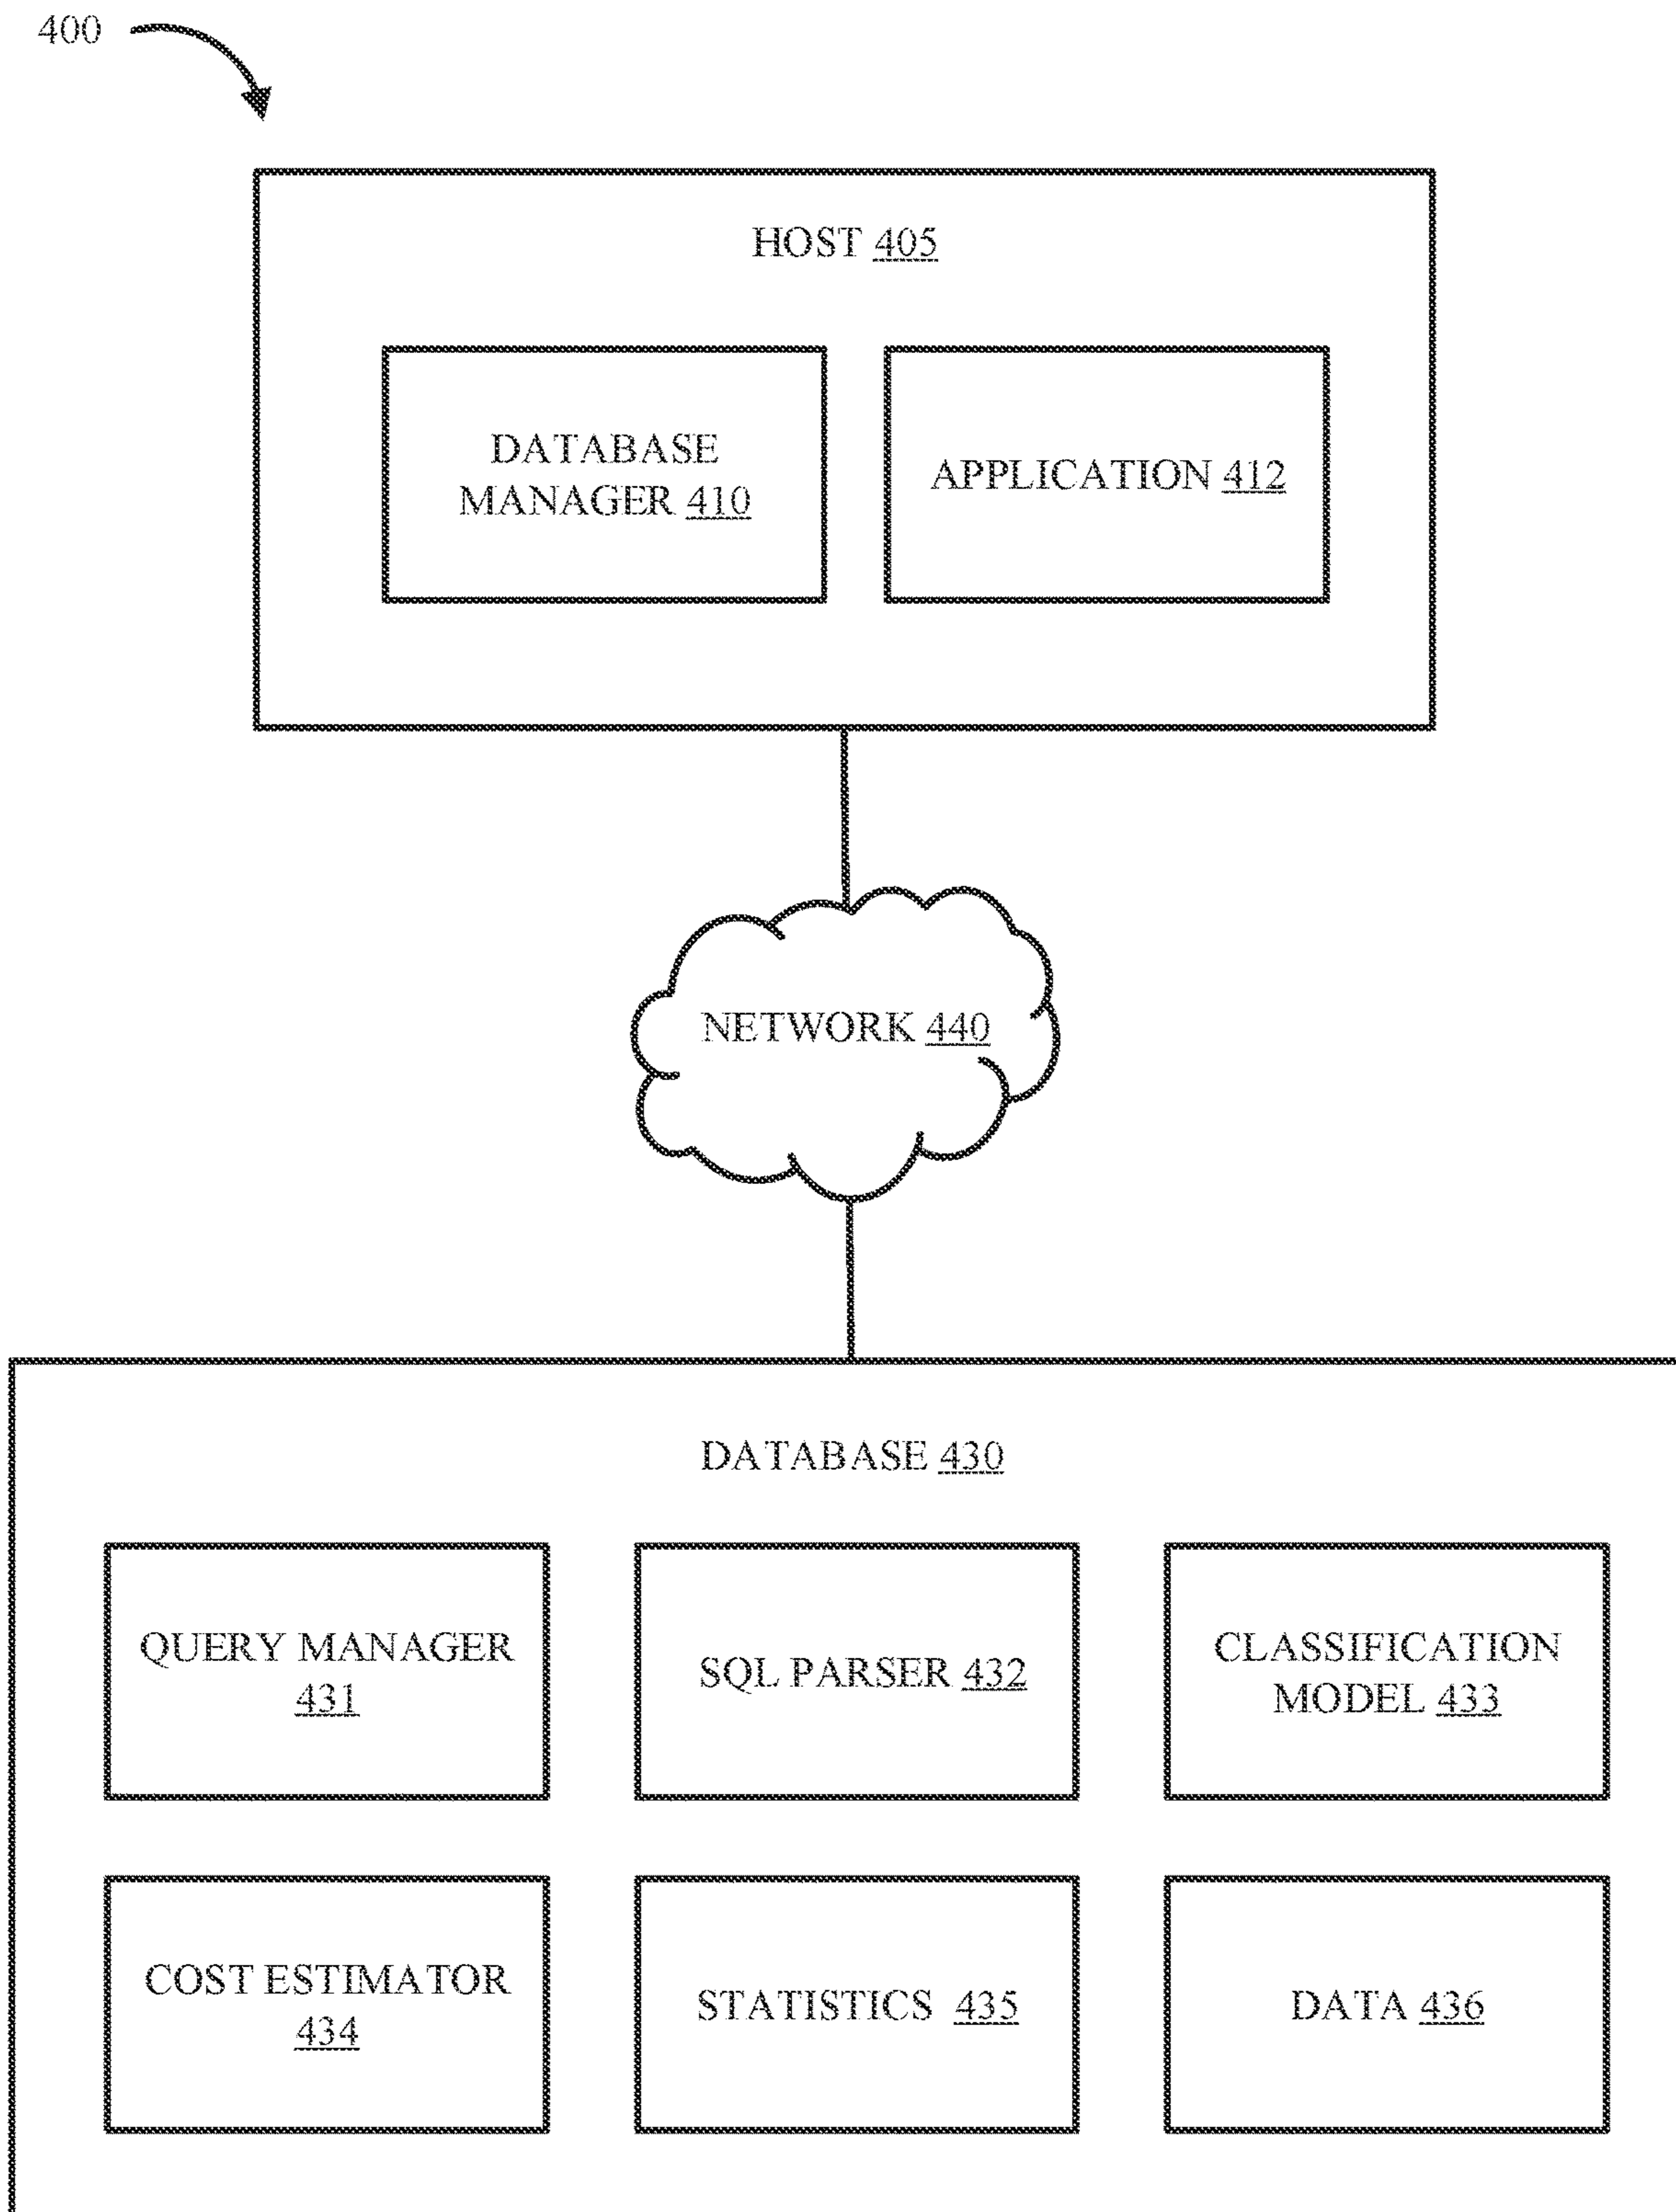 400
HOST 405
DATABASE
MANAGER 410
APPLICATION 412
NETWORK 440
DATABASE 430
QUERY MANAGER
431
SQL PARSER 432
CLASSIFICATION
MODEL 433
COST ESTIMATOR
434
STATISTICS 435
DATA 436